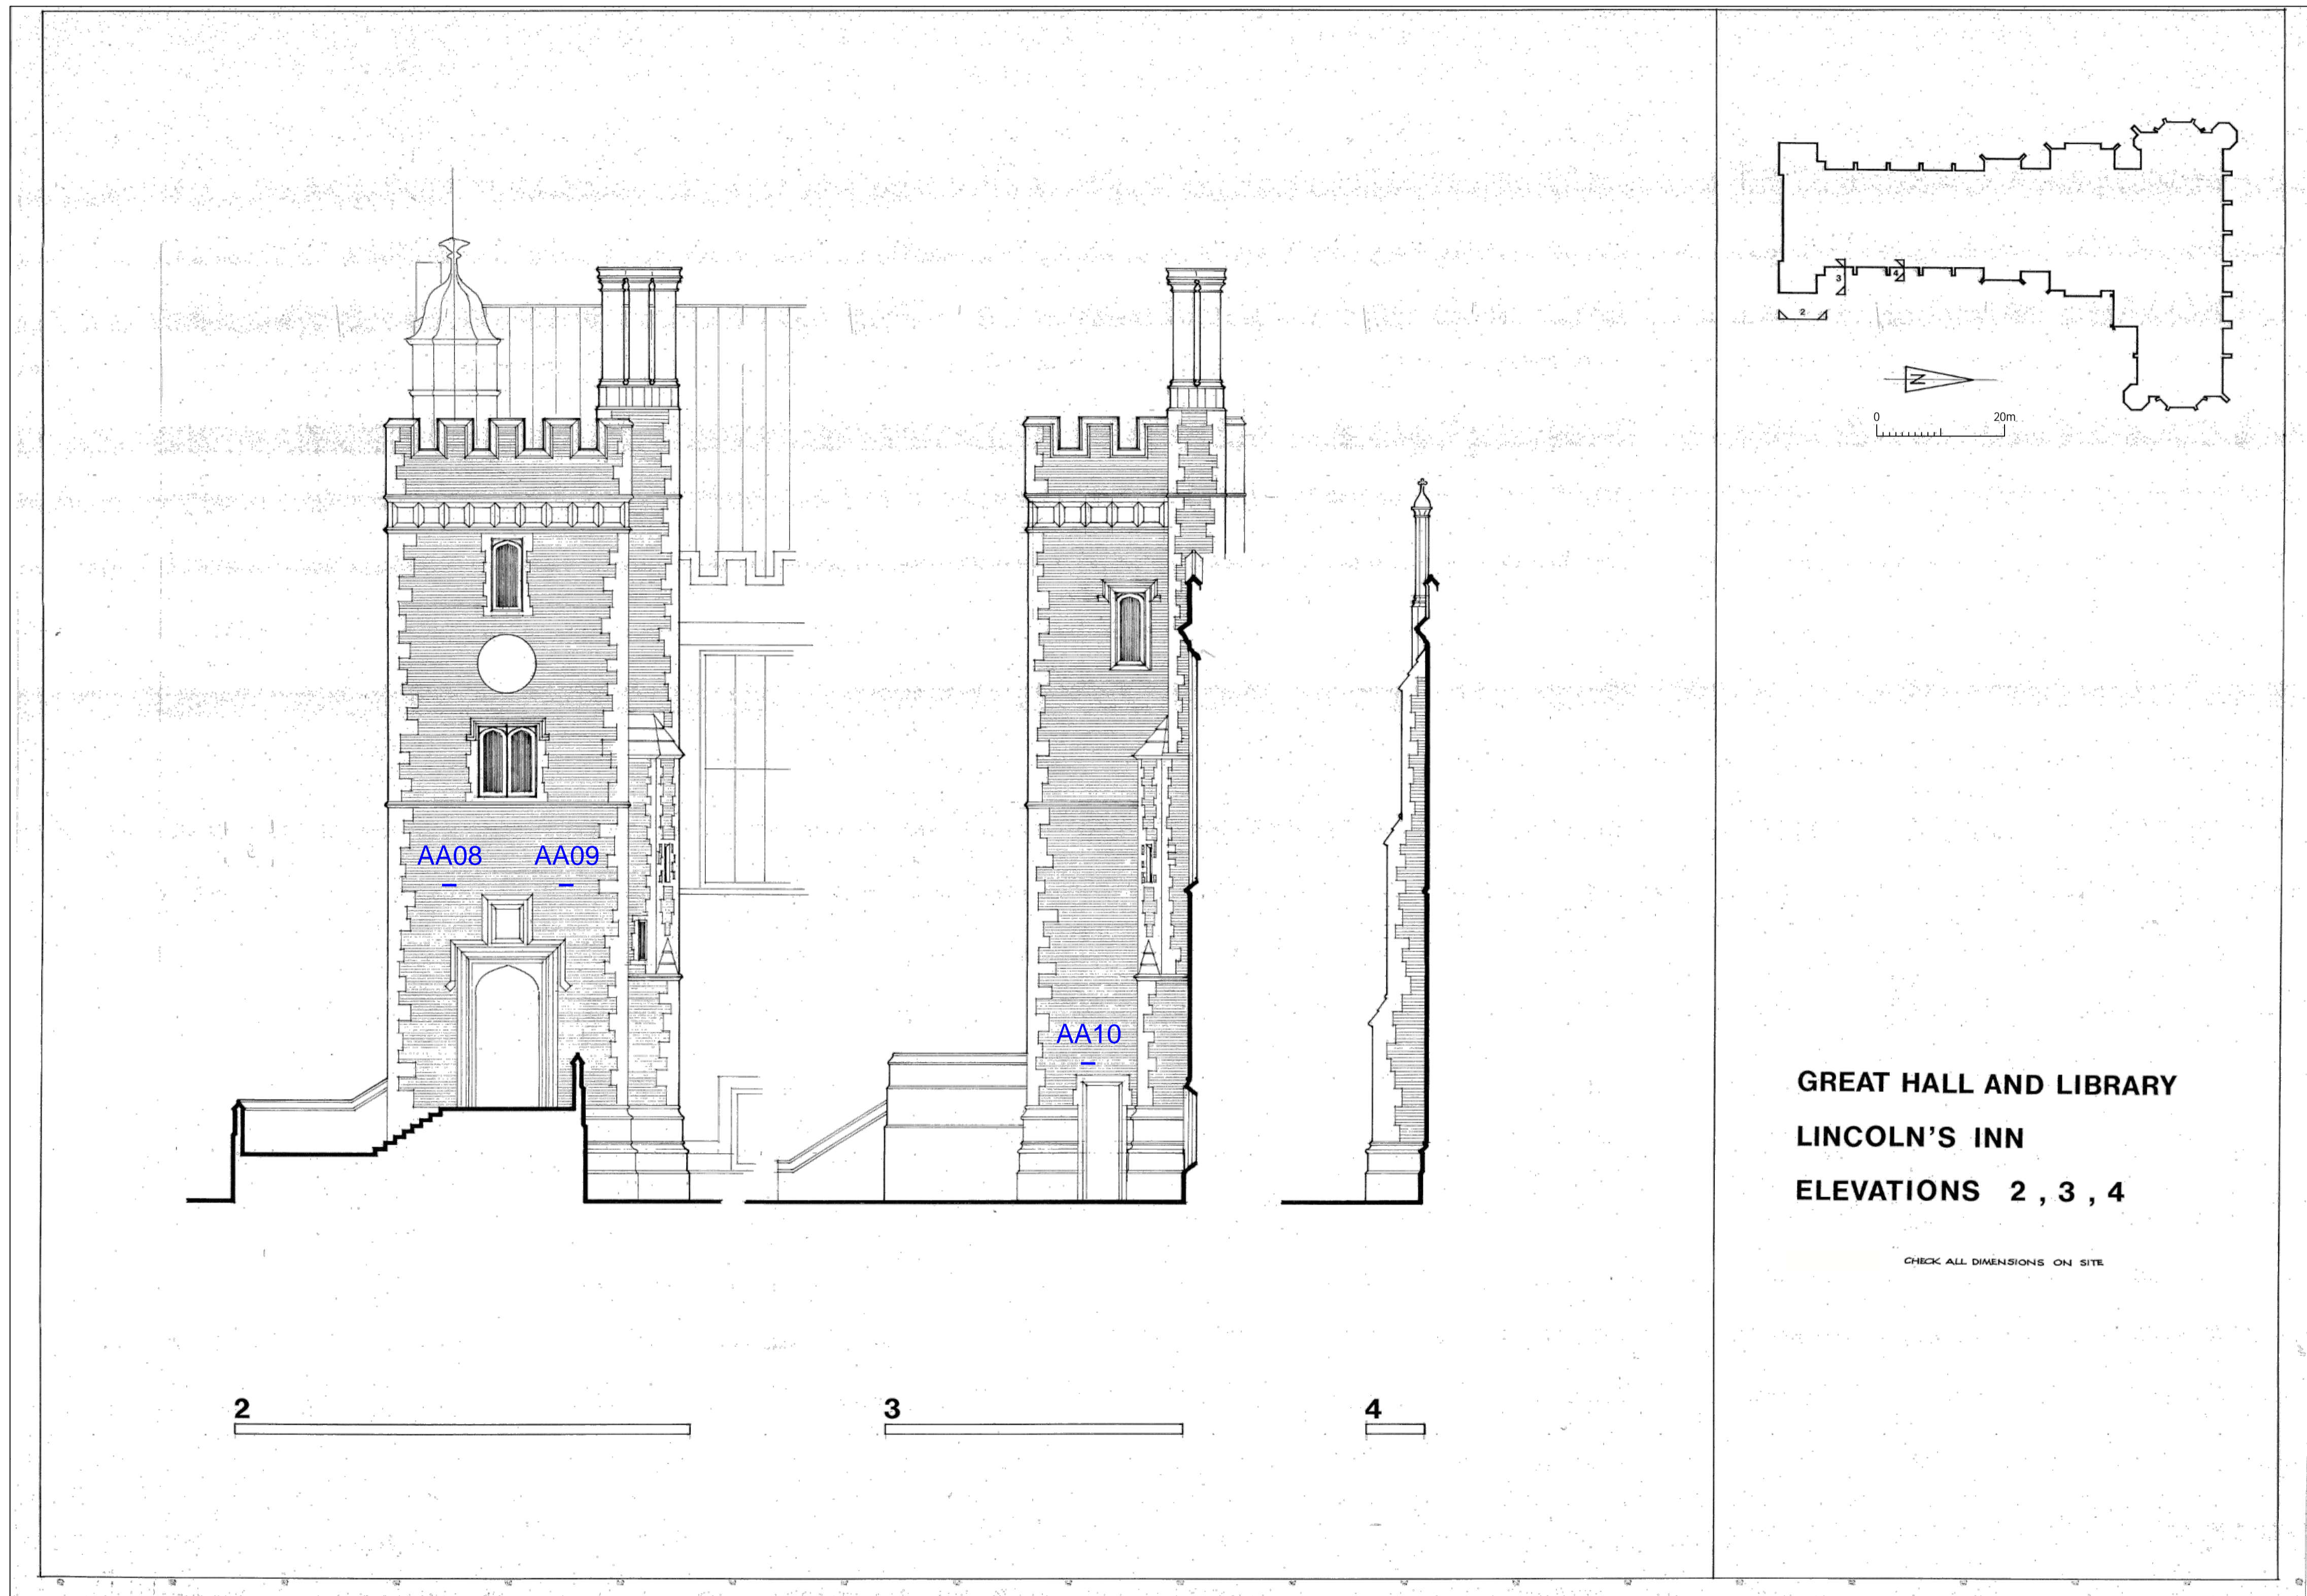 3
4
2
N
0 20m
AA08 AA09
AA10
GREAT HALL AND LIBRARY
LINCOLN'S INN
ELEVATIONS 2 , 3 , 4
CHECK ALL DIMENSIONS ON SITE
2 3 4